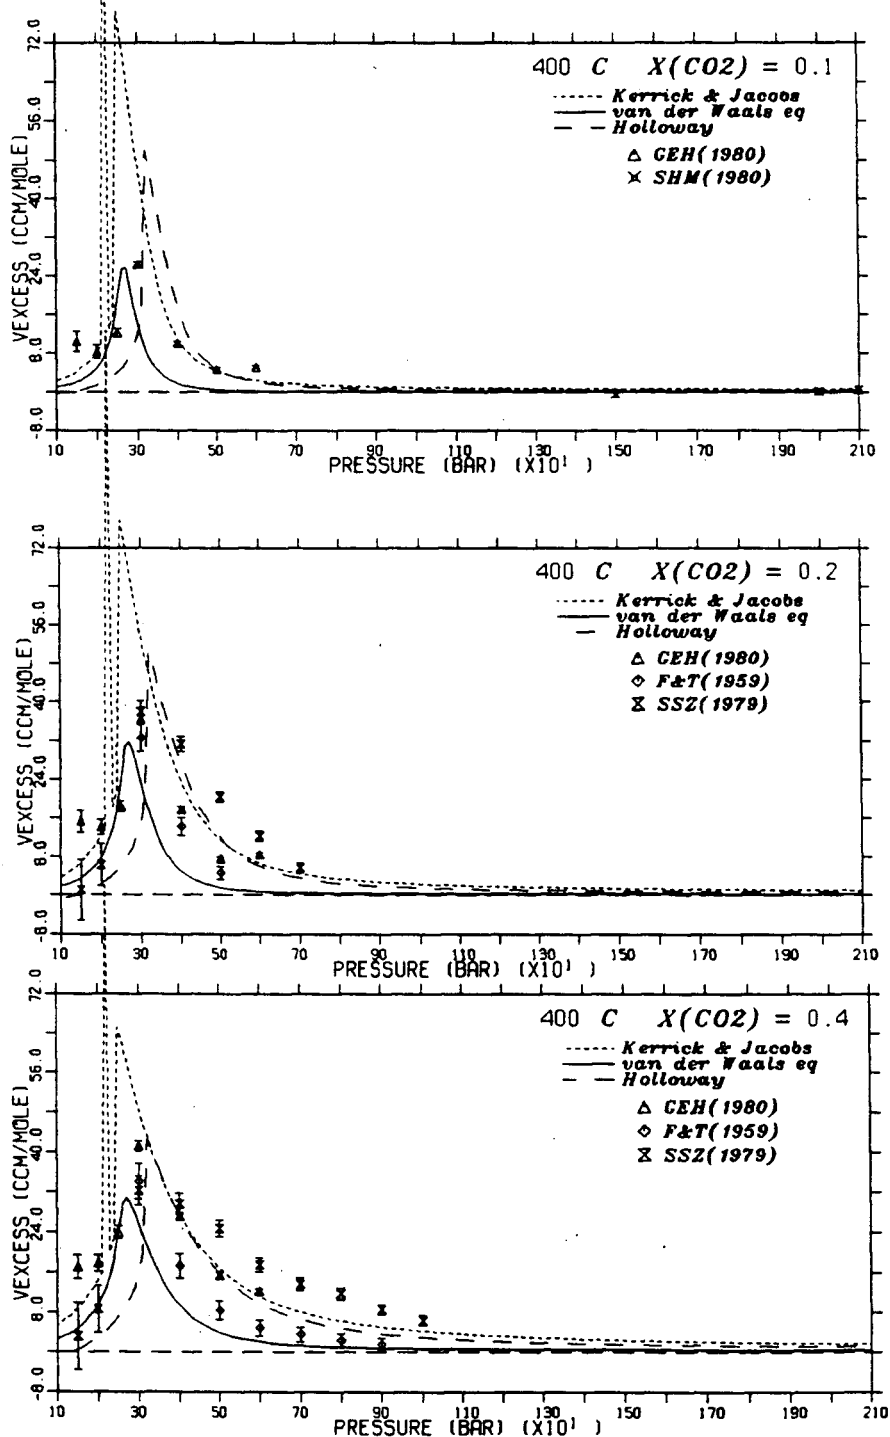 400 C X(CO2) = 0.1
Kerrick & Jacobs
van der Waals eq
Holloway
GEH(1980)
SHM(1980)
VEXCESS (CCM/MOLE)
72.0
56.0
40.0
24.0
8.0
-8.0
10 30 50 70 90 110 130 150 170 190 210
PRESSURE (BAR) (X10¹ )
400 C X(CO2) = 0.2
Kerrick & Jacobs
van der Waals eq
Holloway
GEH(1980)
F&T(1959)
SSZ(1979)
VEXCESS (CCM/MOLE)
72.0
56.0
40.0
24.0
8.0
-8.0
10 30 50 70 90 110 130 150 170 190 210
PRESSURE (BAR) (X10¹ )
400 C X(CO2) = 0.4
Kerrick & Jacobs
van der Waals eq
Holloway
GEH(1980)
F&T(1959)
SSZ(1979)
VEXCESS (CCM/MOLE)
72.0
56.0
40.0
24.0
8.0
-8.0
10 30 50 70 90 110 130 150 170 190 210
PRESSURE (BAR) (X10¹ )